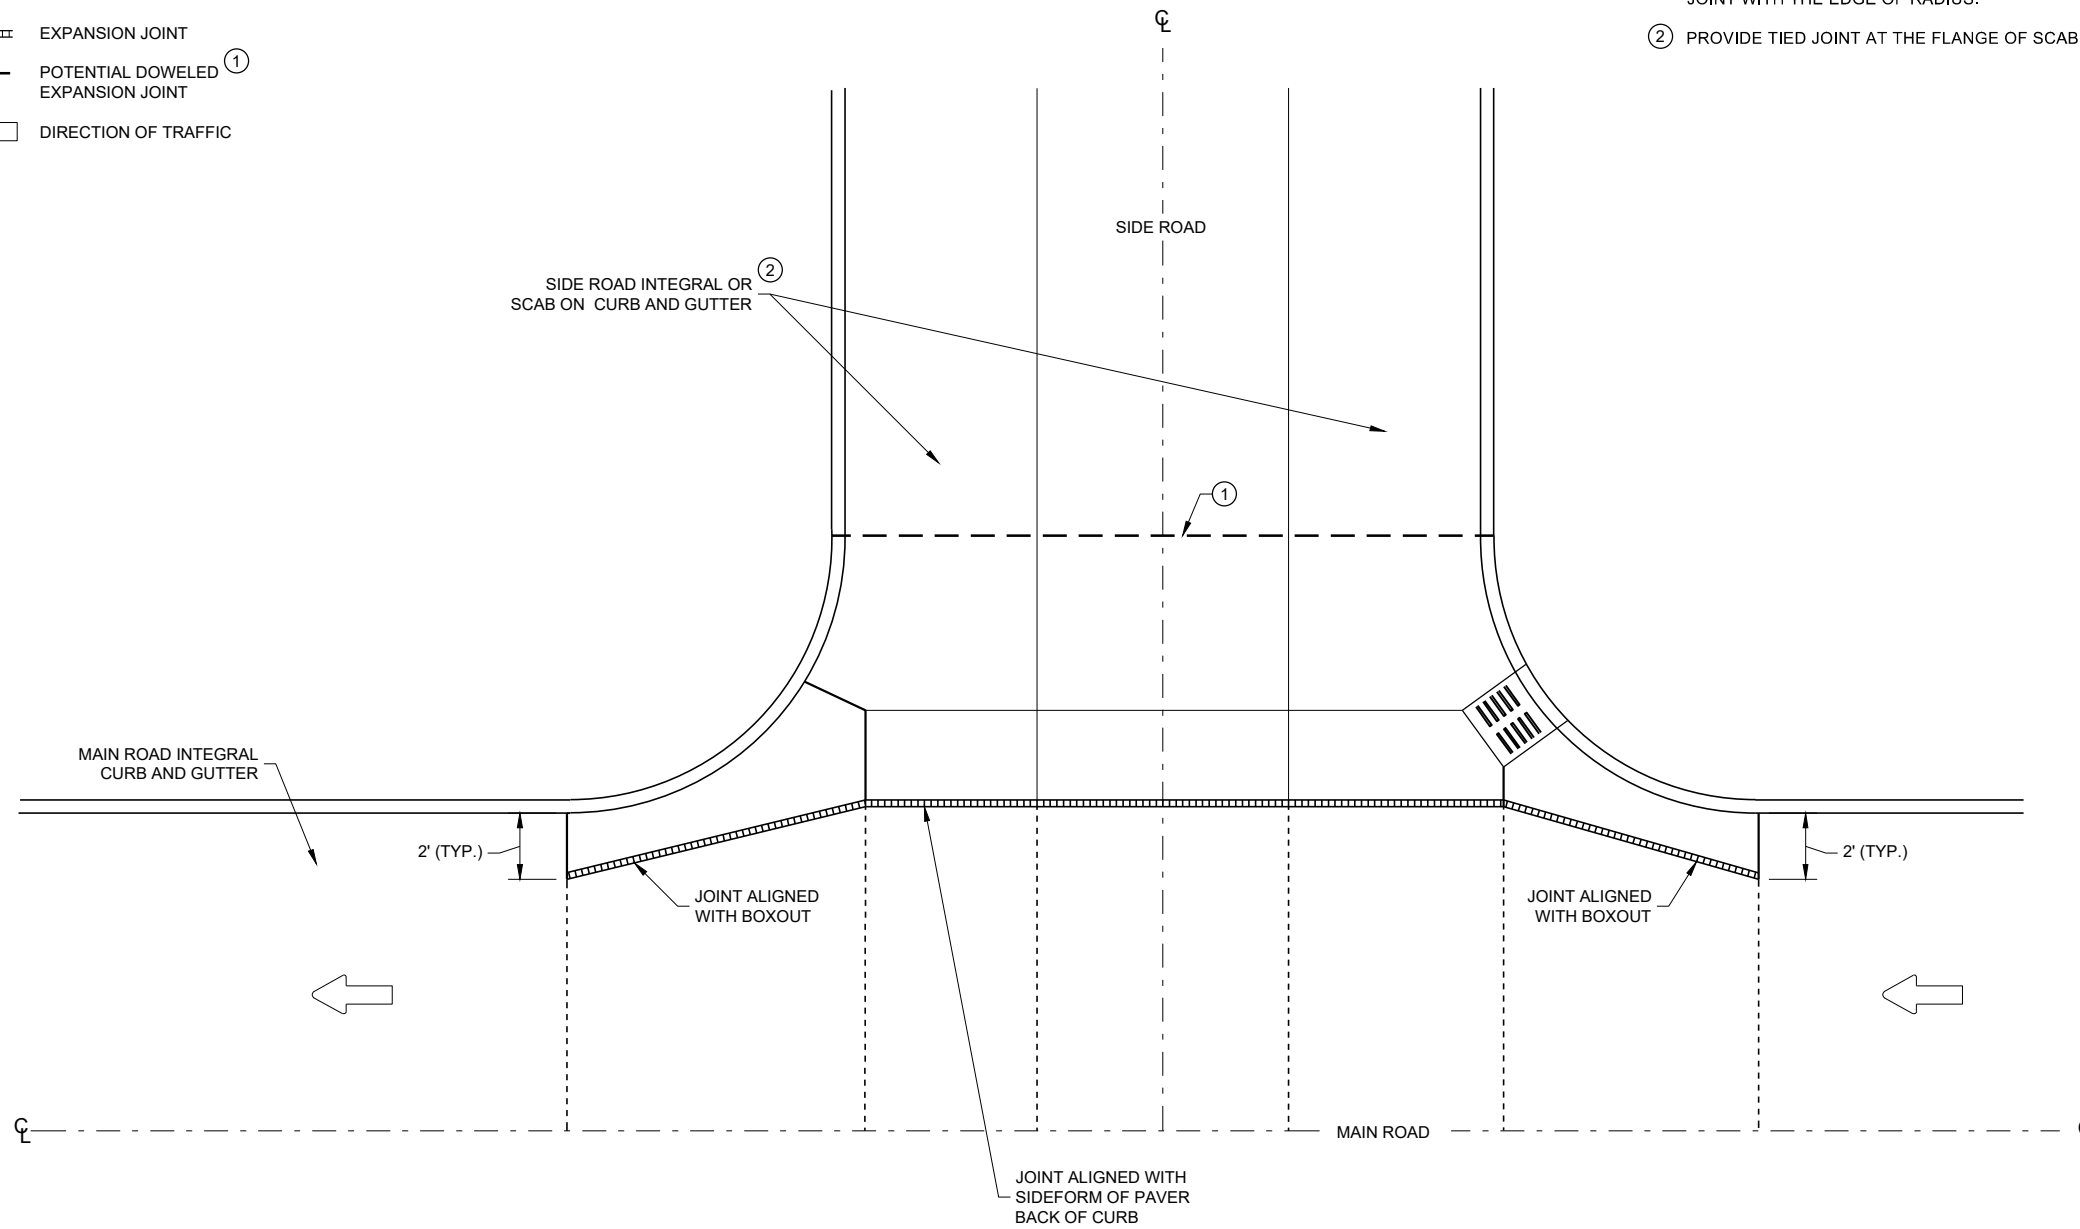 ℄
JOINT WITH THE EDGE OF RADIUS.
EXPANSION JOINT
② PROVIDE TIED JOINT AT THE FLANGE OF SCAB
POTENTIAL DOWELED ①
EXPANSION JOINT
DIRECTION OF TRAFFIC
SIDE ROAD
②
SIDE ROAD INTEGRAL OR
SCAB ON CURB AND GUTTER
①
MAIN ROAD INTEGRAL
CURB AND GUTTER
2' (TYP.)
2' (TYP.)
JOINT ALIGNED
WITH BOXOUT
JOINT ALIGNED
WITH BOXOUT
℄
MAIN ROAD
JOINT ALIGNED WITH
SIDEFORM OF PAVER
BACK OF CURB